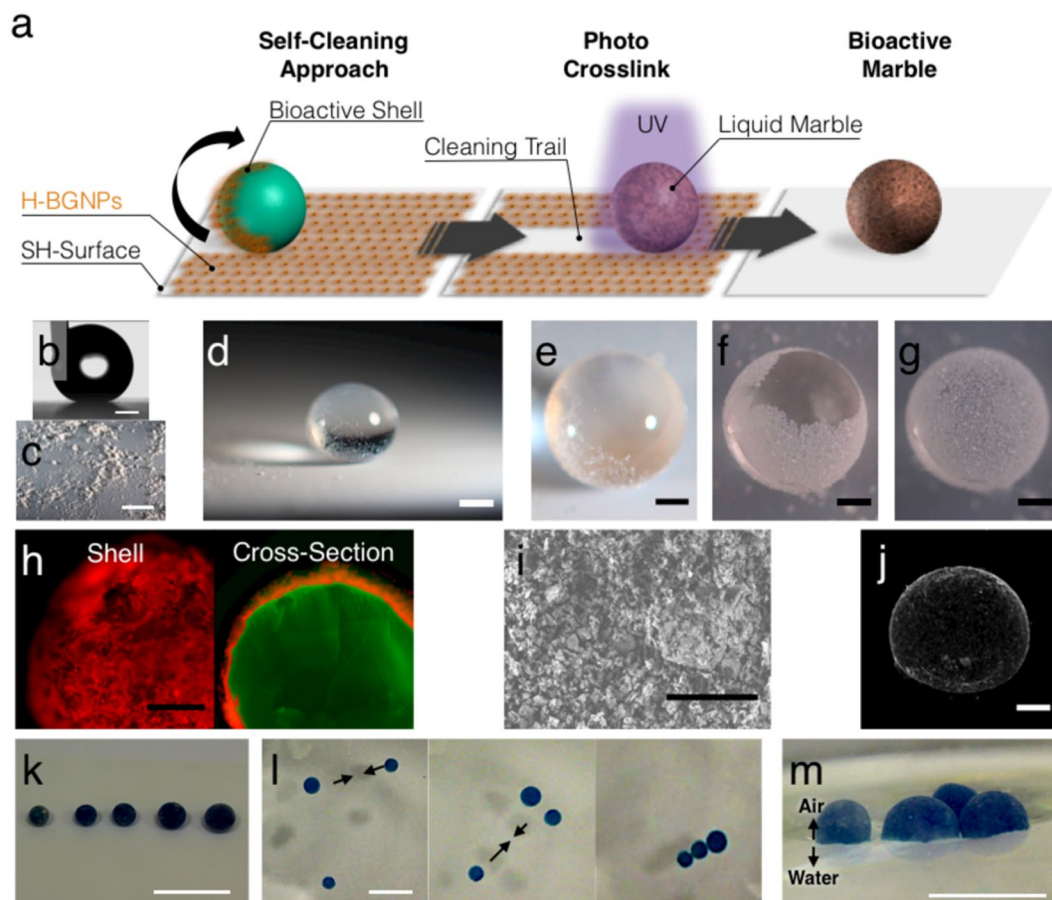 a
Self-Cleaning
Approach
Photo
Crosslink
Bioactive
Marble
Bioactive Shell
UV
Liquid Marble
Cleaning Trail
H-BGNPs
SH-Surface
b
c
d
e
f
g
h
Shell
Cross-Section
i
j
k
l
m
Air
Water